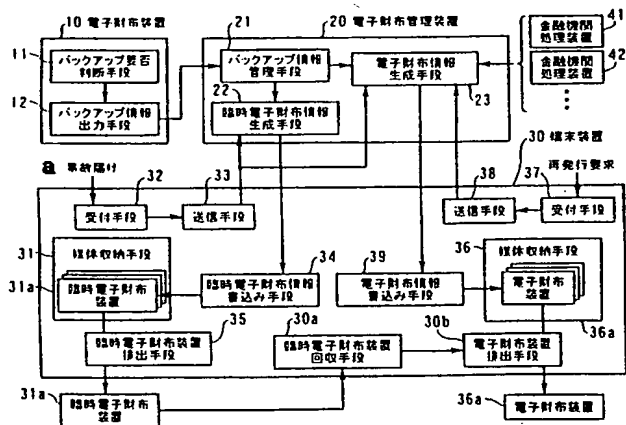 10 電子財布装置
20 電子財布管理装置
41
金融機関
処理装置
11
21
42
バックアップ要否
判断手段
バックアップ情報
管理手段
電子財布情報
生成手段
金融機関
処理装置
12
22
バックアップ情報
出力手段
臨時電子財布情報
生成手段
23
30 端末装置
a 事故届け
32
33
38
37
再発行要求
受付手段
送信手段
送信手段
受付手段
31
媒体収納手段
34
39
36
媒体収納手段
31a
臨時電子財布
装置
臨時電子財布情報
書込み手段
電子財布情報
書込み手段
電子財布
装置
35
30a
30b
36a
臨時電子財布装置
排出手段
臨時電子財布装置
回収手段
電子財布装置
排出手段
31a
臨時電子財布
装置
36a
電子財布装置